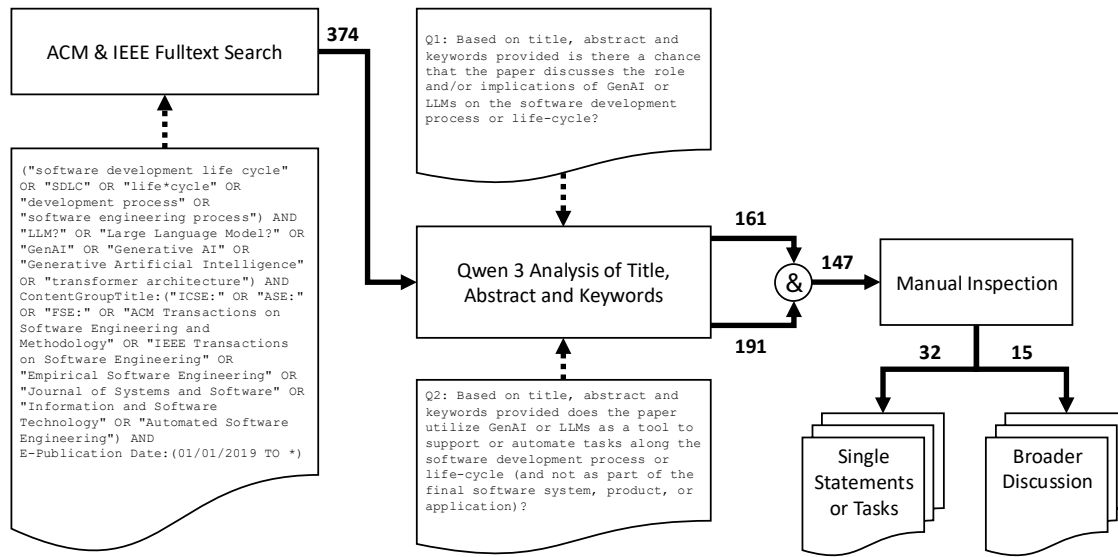 ACM & IEEE Fulltext Search
374
("software development life cycle"
OR "SDLC" OR "life*cycle" OR
"development process" OR
"software engineering process") AND
"LLM?" OR "Large Language Model?" OR
"GenAI" OR "Generative AI" OR
"Generative Artificial Intelligence"
OR "transformer architecture") AND
ContentGroupTitle:("ICSE:" OR "ASE:"
OR "FSE:" OR "ACM Transactions on
Software Engineering and
Methodology" OR "IEEE Transactions
on Software Engineering" OR
"Empirical Software Engineering" OR
"Journal of Systems and Software" OR
"Information and Software
Technology" OR "Automated Software
Engineering") AND
E-Publication Date:(01/01/2019 TO *)
Q1: Based on title, abstract and
keywords provided is there a chance
that the paper discusses the role
and/or implications of GenAI or
LLMs on the software development
process or life-cycle?
Qwen 3 Analysis of Title,
Abstract and Keywords
Q2: Based on title, abstract and
keywords provided does the paper
utilize GenAI or LLMs as a tool to
support or automate tasks along the
software development process or
life-cycle (and not as part of the
final software system, product, or
application)?
161
191
&
147
Manual Inspection
32
15
Single
Statements
or Tasks
Broader
Discussion